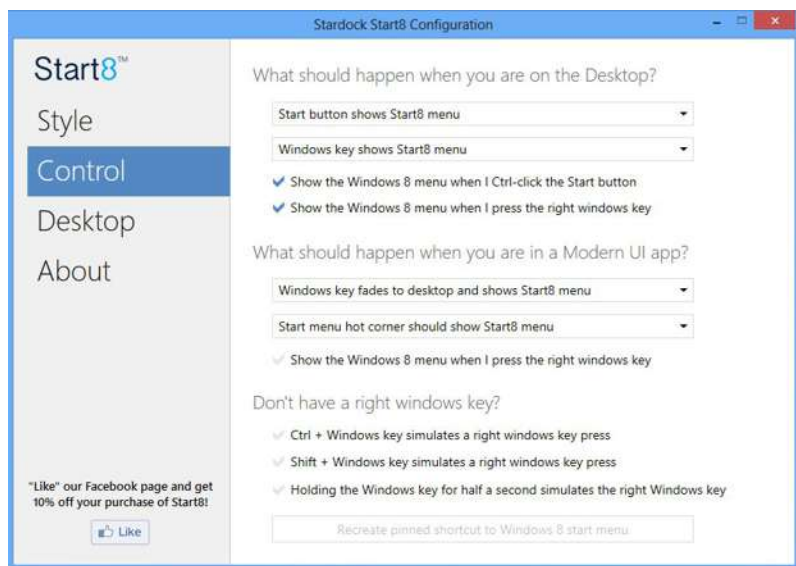 Stardock Start8 Configuration
Start8™
Style
Control
Desktop
About
"Like" our Facebook page and get
10% off your purchase of Start8!
Like
What should happen when you are on the Desktop?
Start button shows Start8 menu
Windows key shows Start8 menu
Show the Windows 8 menu when I Ctrl-click the Start button
Show the Windows 8 menu when I press the right windows key
What should happen when you are in a Modern UI app?
Windows key fades to desktop and shows Start8 menu
Start menu hot corner should show Start8 menu
Show the Windows 8 menu when I press the right windows key
Don't have a right windows key?
Ctrl + Windows key simulates a right windows key press
Shift + Windows key simulates a right windows key press
Holding the Windows key for half a second simulates the right Windows key
Recreate pinned shortcut to Windows 8 start menu